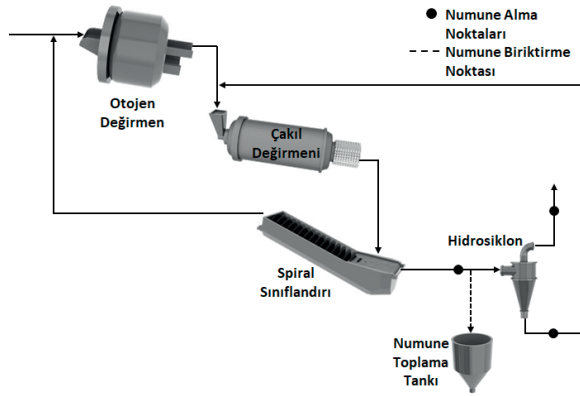 Numune Alma
Noktaları
Numune Biriktirme
Noktası
Otojen
Değirmen
Çakıl
Değirmeni
Spiral
Sınıflandırı
Hidrosiklon
Numune
Toplama
Tankı